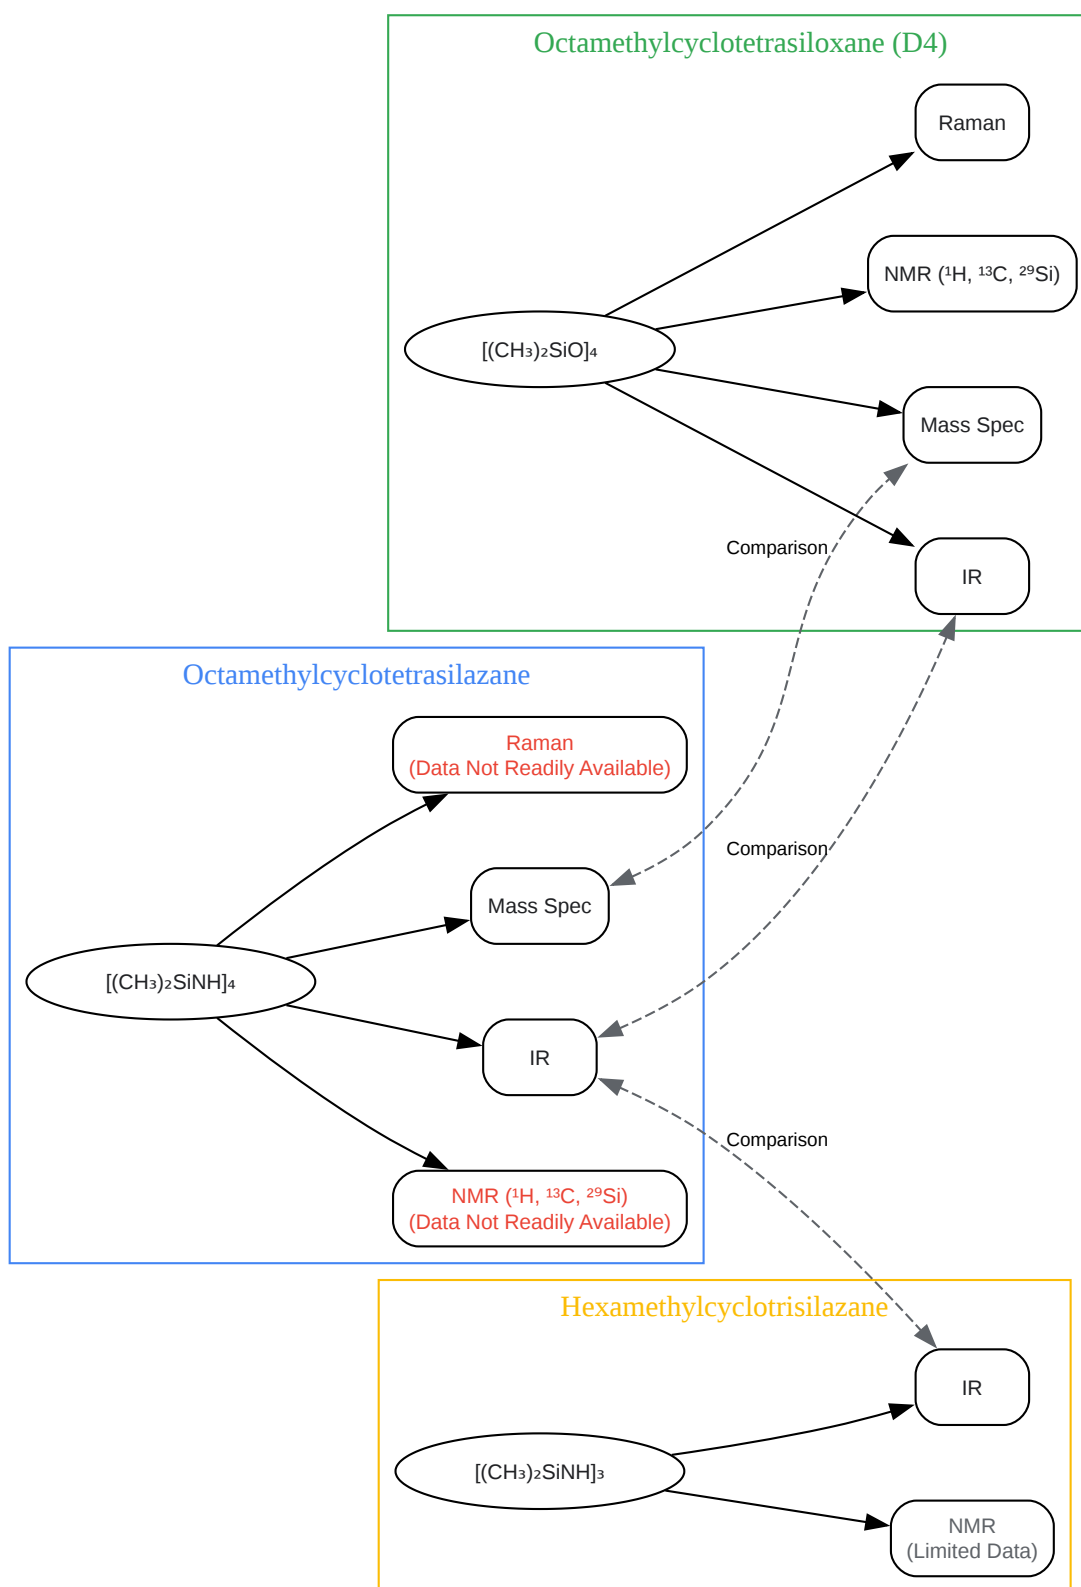 Octamethylcyclotetrasiloxane (D4)
Raman
NMR (¹H, ¹³C, ²⁹Si)
[(CH₃)₂SiO]₄
Mass Spec
Comparison
IR
Octamethylcyclotetrasilazane
Raman
(Data Not Readily Available)
Comparison
Mass Spec
[(CH₃)₂SiNH]₄
IR
Comparison
NMR (¹H, ¹³C, ²⁹Si)
(Data Not Readily Available)
Hexamethylcyclotrisilazane
IR
[(CH₃)₂SiNH]₃
NMR
(Limited Data)